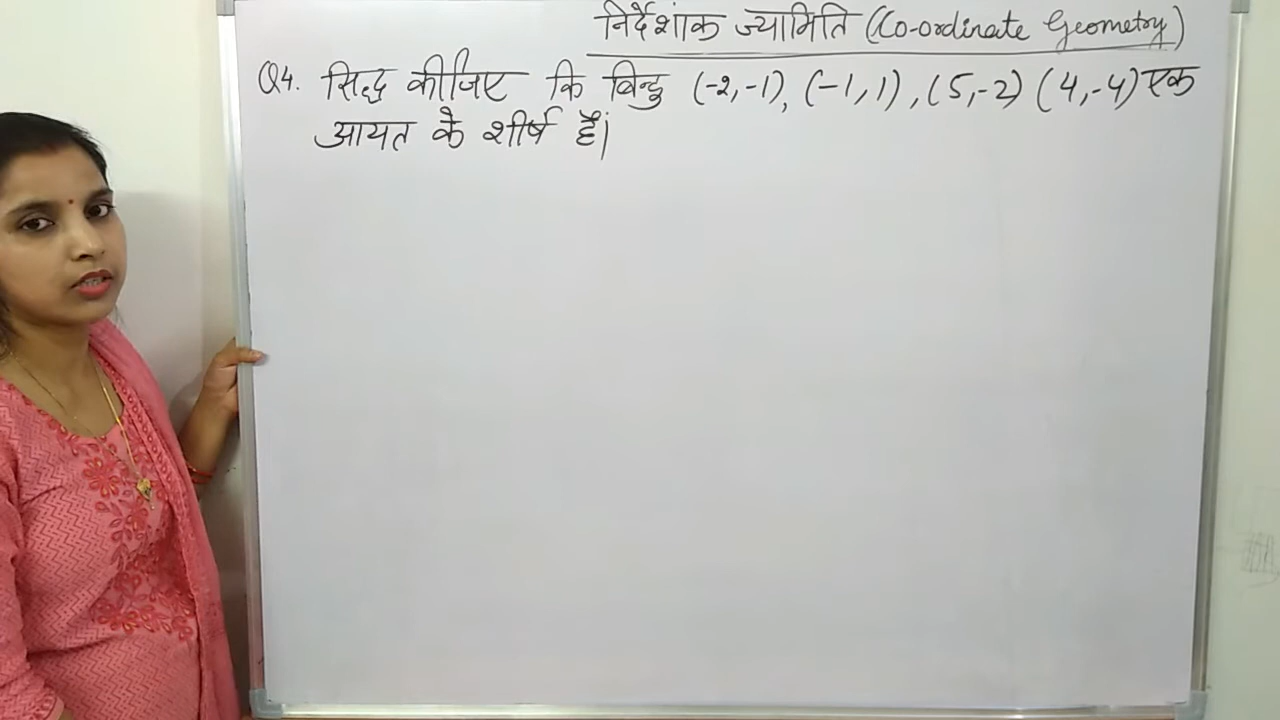 निर्देशांक ज्यामिति (Co-ordinate Geometry)
Q4. सिद्ध कीजिए कि विन्दु (-2,-1), (-1,1), (5,-2) (4,-4) एक
आयत के शीर्ष हैं।